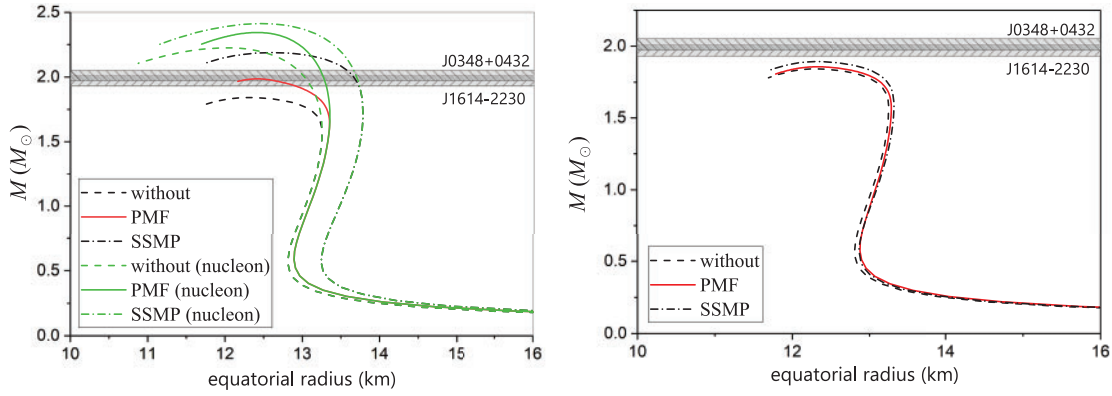 2.5
2.0
1.5
1.0
0.5
0.0
M (M⊙)
J0348+0432
J1614-2230
without
PMF
SSMP
without (nucleon)
PMF (nucleon)
SSMP (nucleon)
10 11 12 13 14 15 16
equatorial radius (km)
2.0
1.5
1.0
0.5
0.0
M (M⊙)
J0348+0432
J1614-2230
without
PMF
SSMP
10 12 14 16
equatorial radius (km)